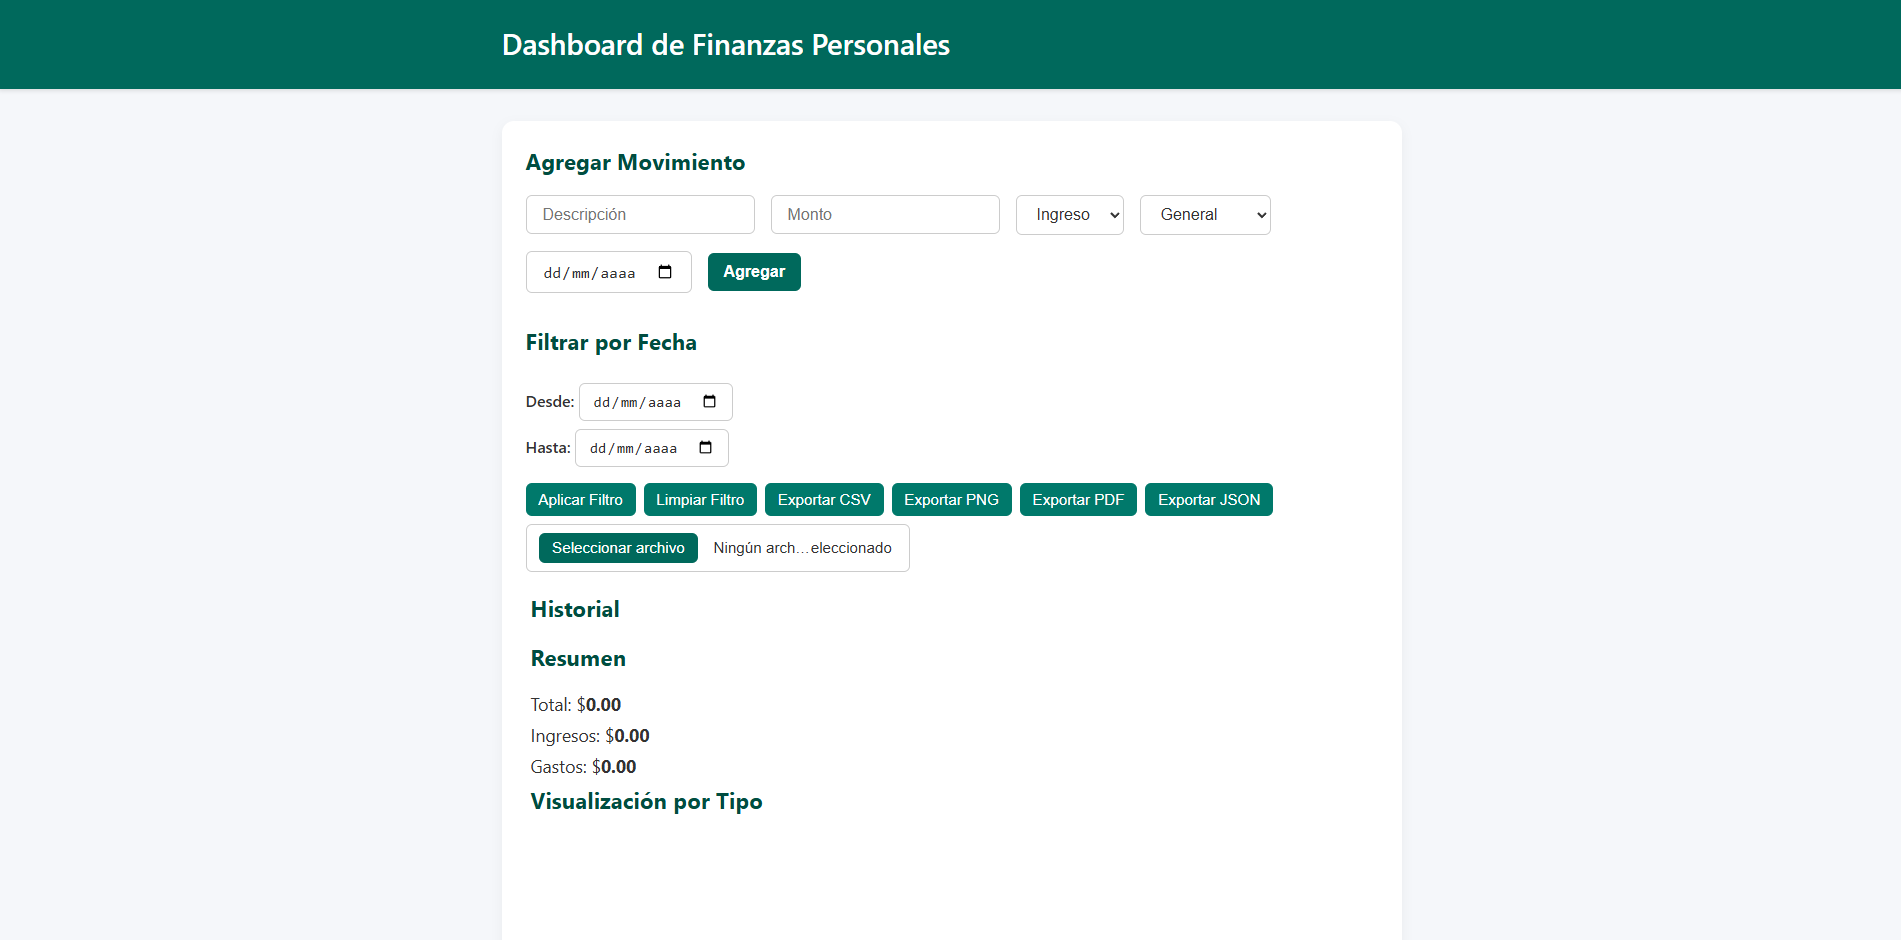 Dashboard de Finanzas Personales
Agregar Movimiento
Descripción Monto Ingreso General
dd/mm/aaaa Agregar
Filtrar por Fecha
Desde: dd/mm/aaaa
Hasta: dd/mm/aaaa
Aplicar Filtro Limpiar Filtro Exportar CSV Exportar PNG Exportar PDF Exportar JSON
Seleccionar archivo Ningún arch...eleccionado
Historial
Resumen
Total: $0.00
Ingresos: $0.00
Gastos: $0.00
Visualización por Tipo